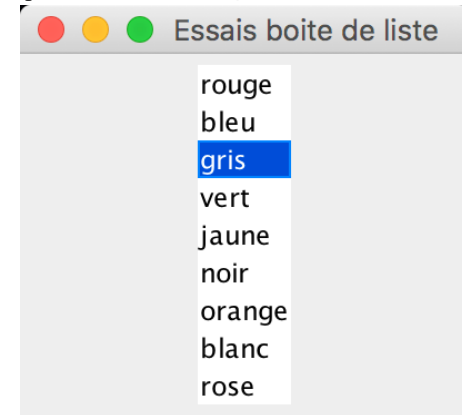 Essais boite de liste
rouge
bleu
gris
vert
jaune
noir
orange
blanc
rose